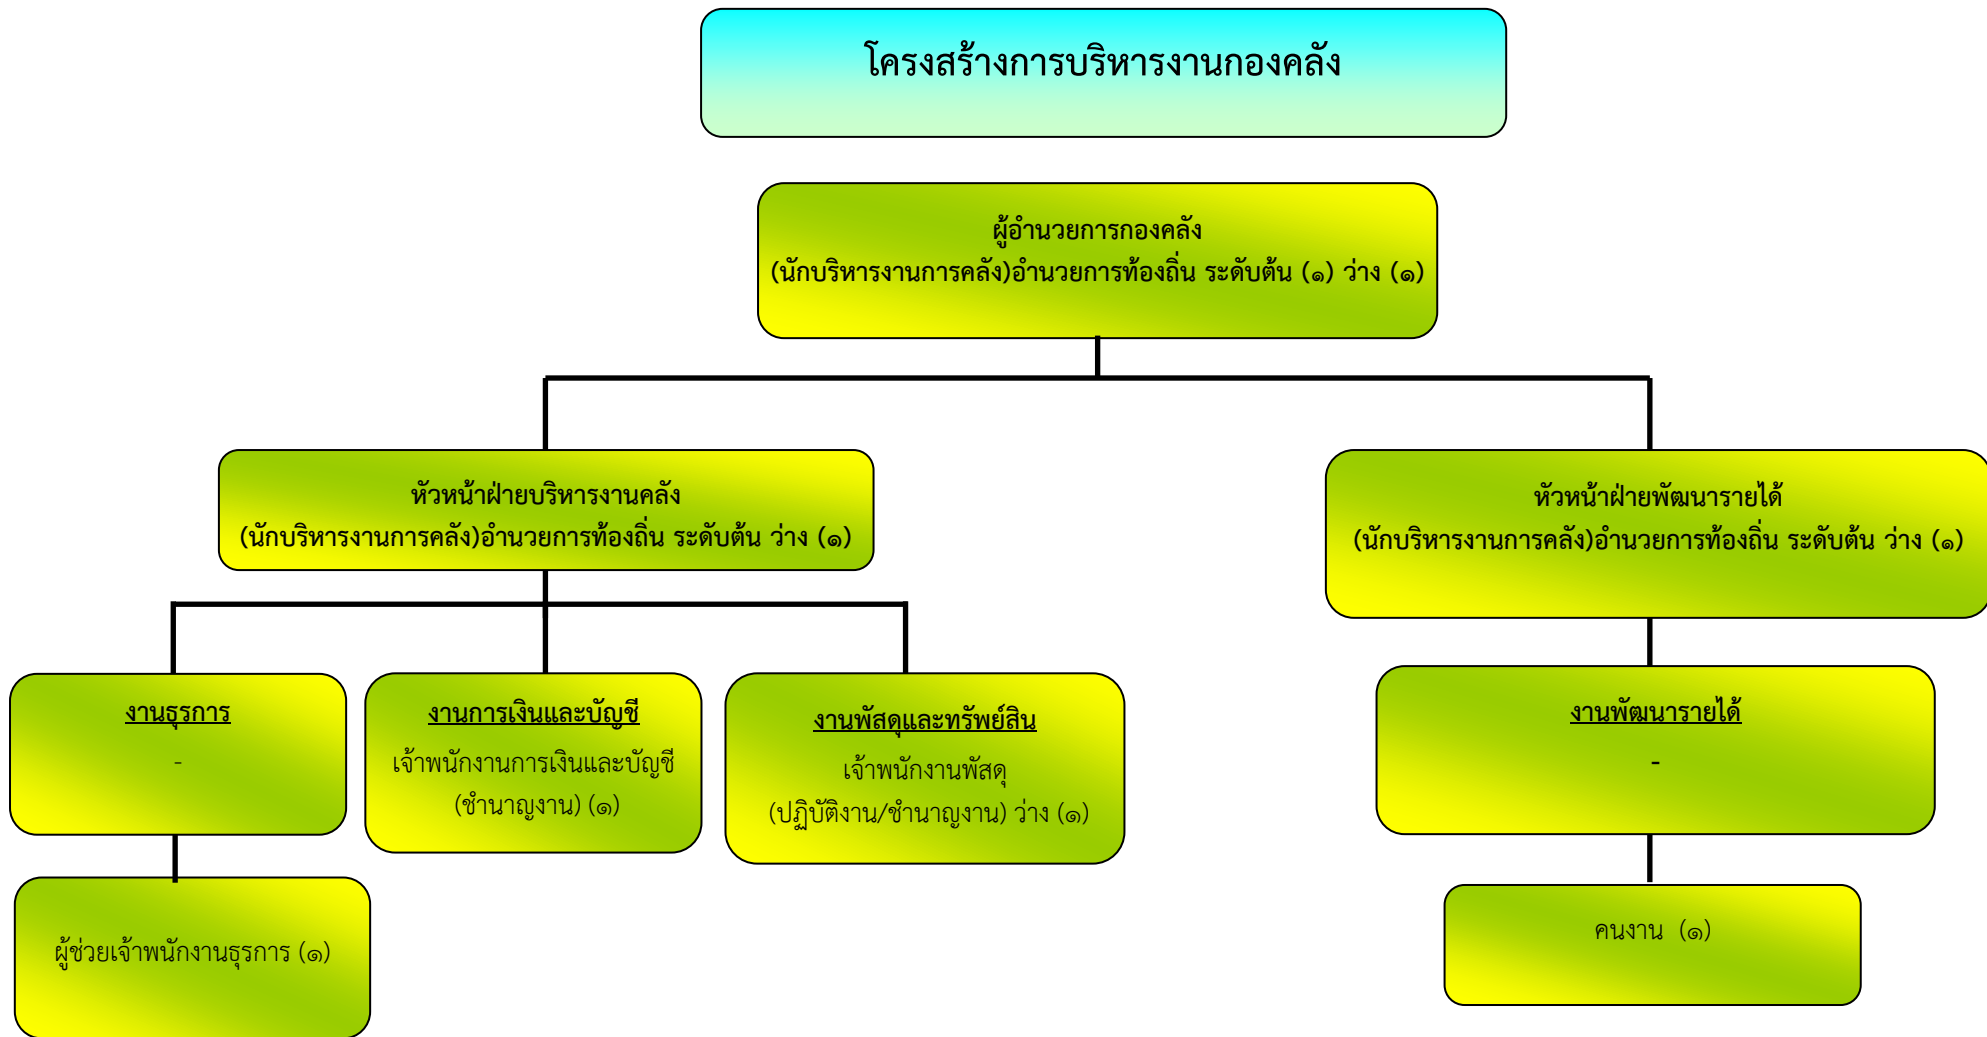 โครงสร้างการบริหารงานกองคลัง
ผู้อำนวยการกองคลัง
(นักบริหารงานการคลัง)อำนวยการท้องถิ่น ระดับต้น (๑) ว่าง (๑)
หัวหน้าฝ่ายบริหารงานคลัง
(นักบริหารงานการคลัง)อำนวยการท้องถิ่น ระดับต้น ว่าง (๑)
หัวหน้าฝ่ายพัฒนารายได้
(นักบริหารงานการคลัง)อำนวยการท้องถิ่น ระดับต้น ว่าง (๑)
งานธุรการ
-
งานการเงินและบัญชี
เจ้าพนักงานการเงินและบัญชี
(ชำนาญงาน) (๑)
งานพัสดุและทรัพย์สิน
เจ้าพนักงานพัสดุ
(ปฏิบัติงาน/ชำนาญงาน) ว่าง (๑)
งานพัฒนารายได้
-
ผู้ช่วยเจ้าพนักงานธุรการ (๑)
คนงาน (๑)